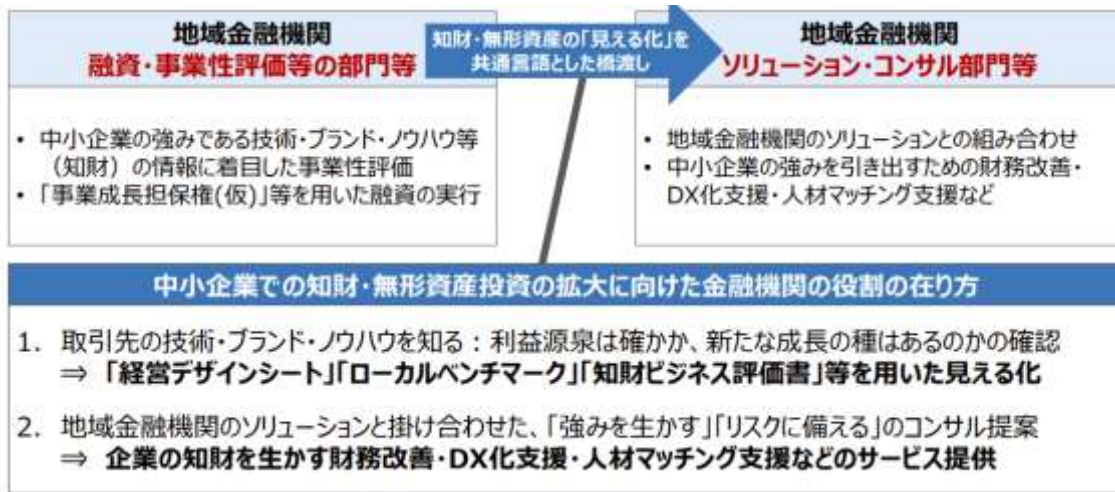 地域金融機関
融資・事業性評価等の部門等
知財・無形資産の「見える化」を
共通言語とした橋渡し
地域金融機関
ソリューション・コンサル部門等
• 中小企業の強みである技術・ブランド・ノウハウ等
(知財)の情報に着目した事業性評価
• 「事業成長担保権(仮)」等を用いた融資の実行
• 地域金融機関のソリューションとの組み合わせ
• 中小企業の強みを引き出すための財務改善・
DX化支援・人材マッチング支援など
中小企業での知財・無形資産投資の拡大に向けた金融機関の役割の在り方
1. 取引先の技術・ブランド・ノウハウを知る:利益源泉は確かか、新たな成長の種はあるのかの確認
⇒ 「経営デザインシート」「ローカルベンチマーク」「知財ビジネス評価書」等を用いた見える化
2. 地域金融機関のソリューションと掛け合わせた、「強みを生かす」「リスクに備える」のコンサル提案
⇒ 企業の知財を生かす財務改善・DX化支援・人材マッチング支援などのサービス提供